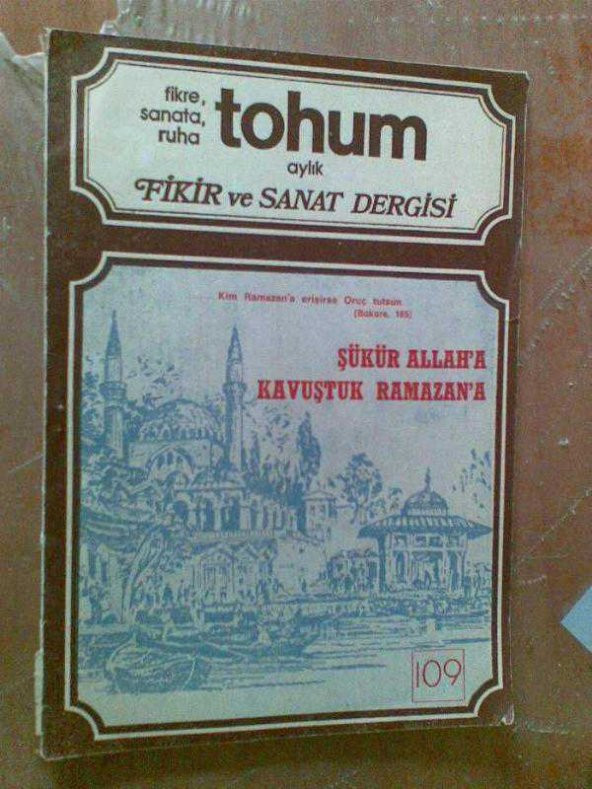 fikre,
sanata,
ruha
tohum
aylık
FİKİR ve SANAT DERGİSİ
Kim Ramazan'a erişirse Oruç tutsun
(Bakara, 185)
ŞÜKÜR ALLAH'A
KAVUŞTUK RAMAZAN'A
109